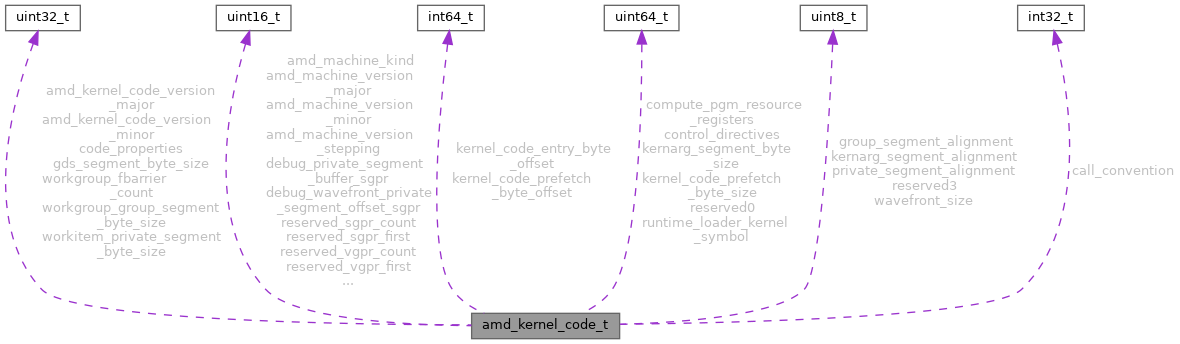 uint32_t
uint16_t
int64_t
uint64_t
uint8_t
int32_t
amd_kernel_code_version
_major
amd_kernel_code_version
_minor
code_properties
gds_segment_byte_size
workgroup_fbarrier
_count
workgroup_group_segment
_byte_size
workitem_private_segment
_byte_size
amd_machine_kind
amd_machine_version
_major
amd_machine_version
_minor
amd_machine_version
_stepping
debug_private_segment
_buffer_sgpr
debug_wavefront_private
_segment_offset_sgpr
reserved_sgpr_count
reserved_sgpr_first
reserved_vgpr_count
reserved_vgpr_first
...
kernel_code_entry_byte
_offset
kernel_code_prefetch
_byte_offset
compute_pgm_resource
_registers
control_directives
kernarg_segment_byte
_size
kernel_code_prefetch
_byte_size
reserved0
runtime_loader_kernel
_symbol
group_segment_alignment
kernarg_segment_alignment
private_segment_alignment
reserved3
wavefront_size
call_convention
amd_kernel_code_t